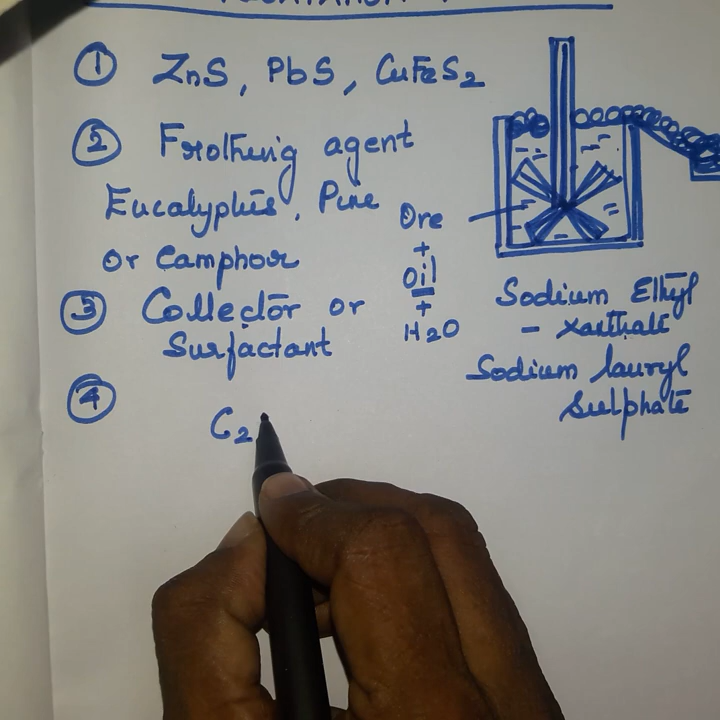 ① ZnS, PbS, CuFeS₂
② Frothing agent
Eucalyptus, Pine
or Camphor
③ Collector or
Surfactant
④
C₂
Ore
+
Oil
+
H₂O
Sodium Ethyl
- xanthate
Sodium lauryl
Sulphate